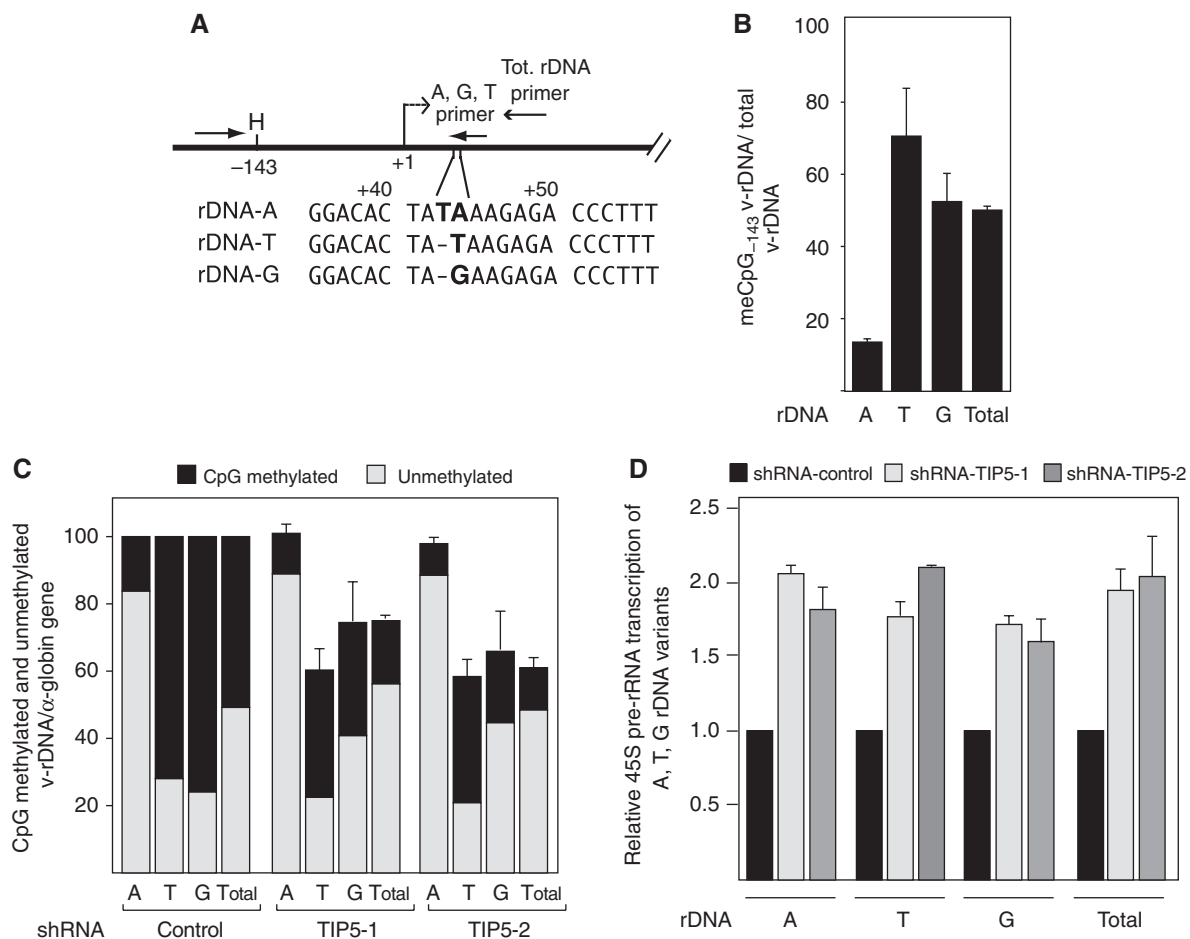 A
Tot. rDNA
A, G, T primer
primer
H
−143
+1
+40 +50
rDNA-A GGACAC TATAAAGAGA CCCTTT
rDNA-T GGACAC TA-TAAGAGA CCCTTT
rDNA-G GGACAC TA-GAAGAGA CCCTTT
B
meCpG−143 v-rDNA/ total
v-rDNA
100
80
60
40
20
rDNA A T G Total
C
CpG methylated Unmethylated
CpG methylated and unmethylated
v-rDNA/α-globin gene
100
80
60
40
20
A T G Total A T G Total A T G Total
shRNA Control TIP5-1 TIP5-2
D
shRNA-control shRNA-TIP5-1 shRNA-TIP5-2
Relative 45S pre-rRNA transcription of
A, T, G rDNA variants
2.5
2.0
1.5
1.0
0.5
rDNA A T G Total